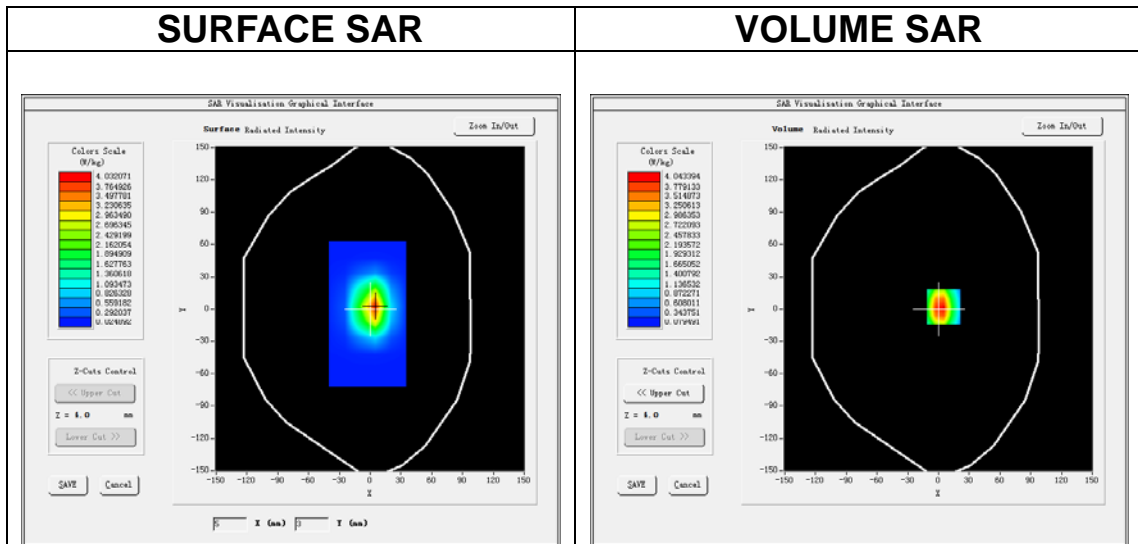 SURFACE SAR
VOLUME SAR
SAR Visualisation Graphical Interface
Surface Radiated Intensity
Zoom In/Out
Colors Scale
(W/kg)
4.032071
3.764926
3.497781
3.230635
2.963490
2.696345
2.429199
2.162054
1.894909
1.627763
1.360618
1.093473
0.826328
0.559182
0.292037
0.024892
Z-Cuts Control
<< Upper Cut
Z = 4.0 mm
Lower Cut >>
SAVE Cancel
150
120
90
60
30
Y 0
-30
-60
-90
-120
-150
-150 -120 -90 -60 -30 0 30 60 90 120 150
X
5 X (mm) 3 Y (mm)
SAR Visualisation Graphical Interface
Volume Radiated Intensity
Zoom In/Out
Colors Scale
(W/kg)
4.043394
3.779133
3.514873
3.250613
2.986353
2.722093
2.457833
2.193572
1.929312
1.665052
1.400792
1.136532
0.872271
0.608011
0.343751
0.079491
Z-Cuts Control
<< Upper Cut
Z = 4.0 mm
Lower Cut >>
SAVE Cancel
150
120
90
60
30
Y 0
-30
-60
-90
-120
-150
-150 -120 -90 -60 -30 0 30 60 90 120 150
X